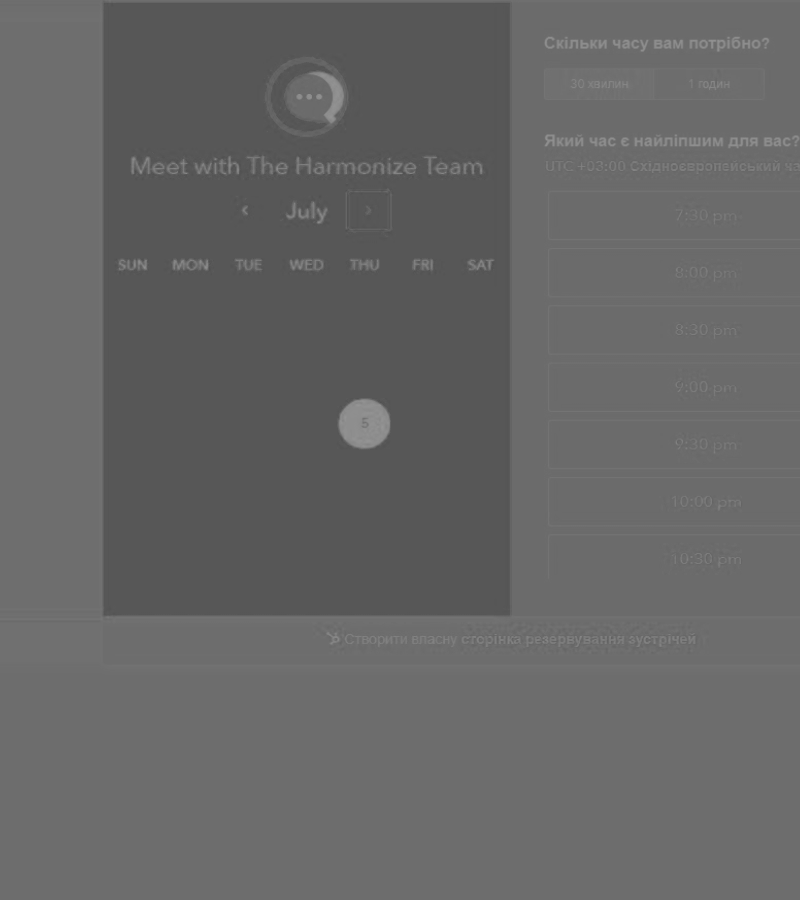 Meet with The Harmonize Team
‹ July ›
SUN MON TUE WED THU FRI SAT
5
Скільки часу вам потрібно?
30 хвилин 1 годин
Який час є найліпшим для вас?
UTC +03:00 Східноєвропейський
7:30 pm
8:00 pm
8:30 pm
9:00 pm
9:30 pm
10:00 pm
10:30 pm
Створити власну сторінка резервування зустрічей